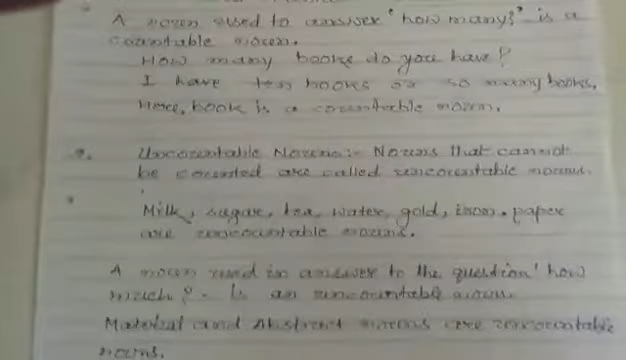 A noun used to answer 'how many?' is a
countable noun.
How many books do you have?
I have ten books or so many books.
Here, book is a countable noun.
Uncountable Nouns:- Nouns that cannot
be counted are called uncountable nouns.
Milk, sugar, tea, water, gold, iron, paper
are uncountable nouns.
A noun used in answer to the question 'how
much?- Is an uncountable noun.
Material and Abstract nouns are uncountable
nouns.